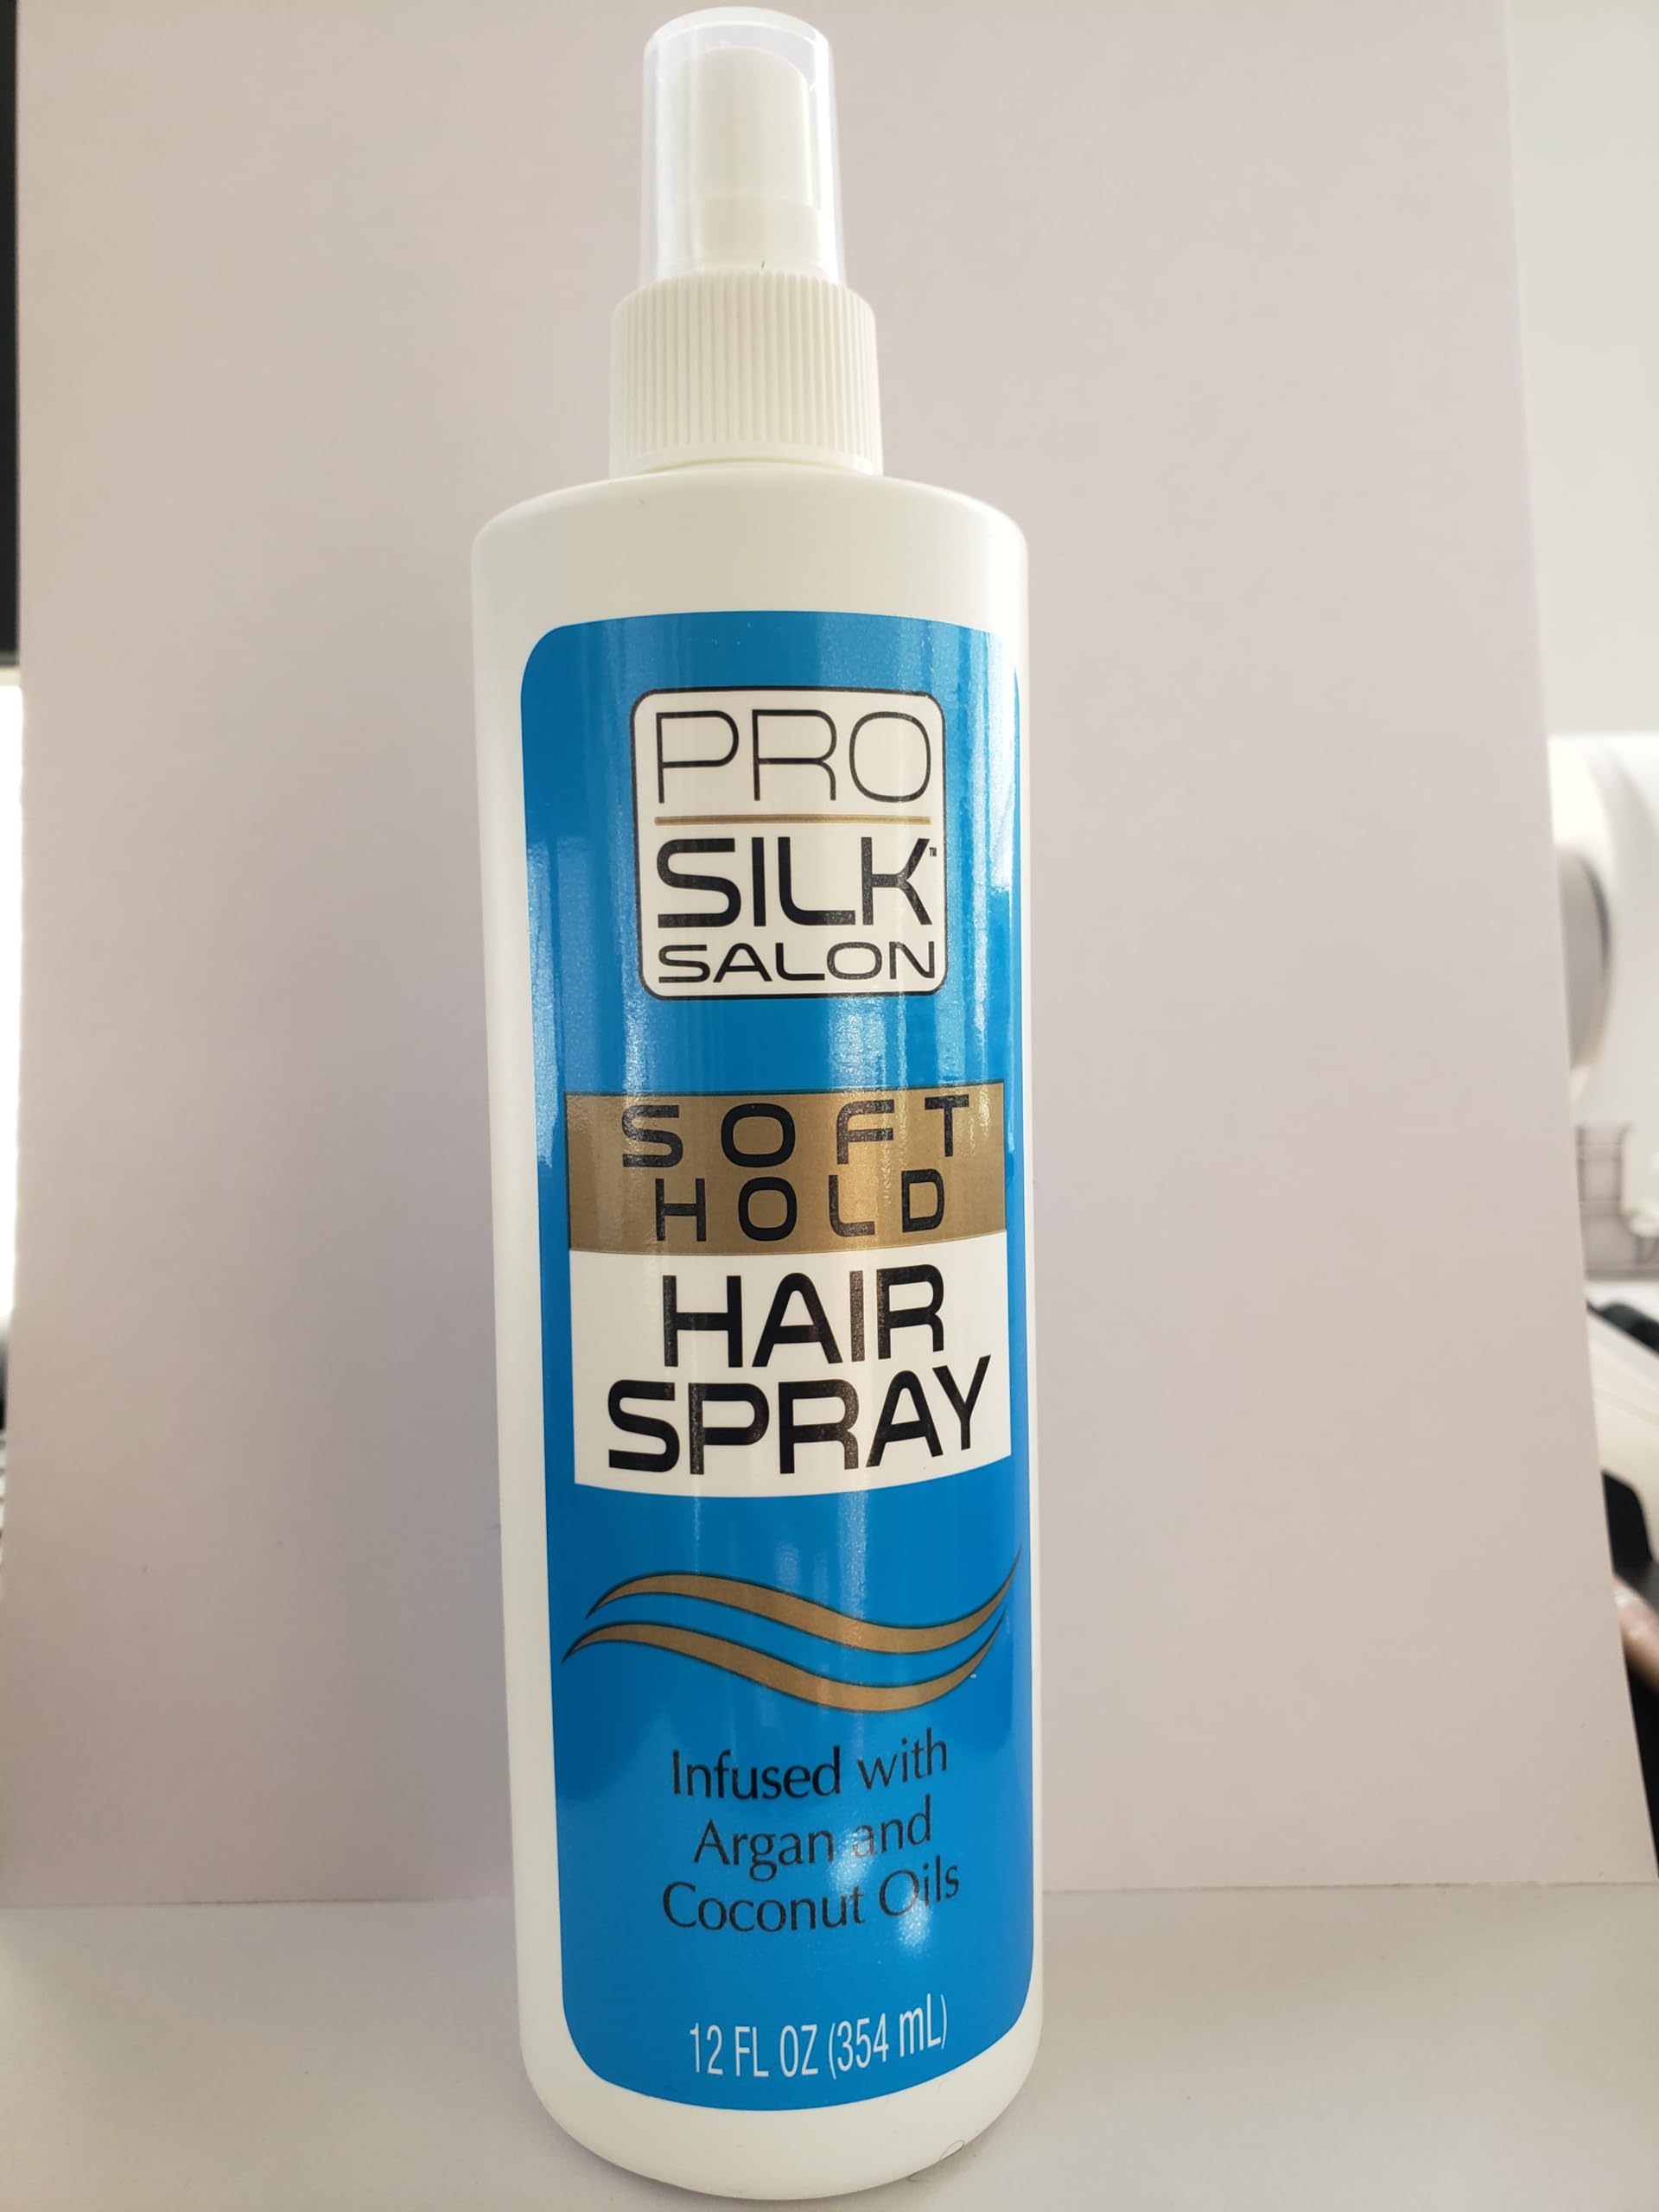 PRO
SILK™
SALON
SOFT
HOLD
HAIR
SPRAY
Infused with
Argan and
Coconut Oils
12 FL OZ (354 mL)